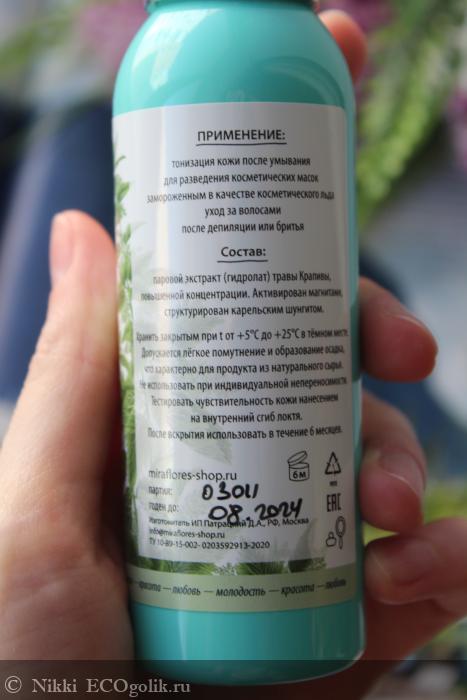 ПРИМЕНЕНИЕ:
тонизация кожи после умывания
для разведения косметических масок
замороженным в качестве косметического льда
уход за волосами
после депиляции или бритья
Состав:
паровой экстракт (гидролат) травы Крапивы,
повышенной концентрации. Активирован магнитами,
структурирован карельским шунгитом.
Хранить закрытым при t от +5°C до +25°C в тёмном месте.
Допускается лёгкое помутнение и образование осадка,
что характерно для продукта из натурального сырья.
Не использовать при индивидуальной непереносимости.
Тестировать чувствительность кожи нанесением
на внутренний сгиб локтя.
После вскрытия использовать в течение 6 месяцев.
miraflores-shop.ru
6м
партия: 03011
годен до: 08.2024
EAC
Изготовитель ИП Патрацкий Д.А., РФ, Москва
info@miraflores-shop.ru
ТУ 10-89-15-002- 0203592913-2020
красота — любовь — молодость — красота — любовь
© Nikki ECOgolik.ru